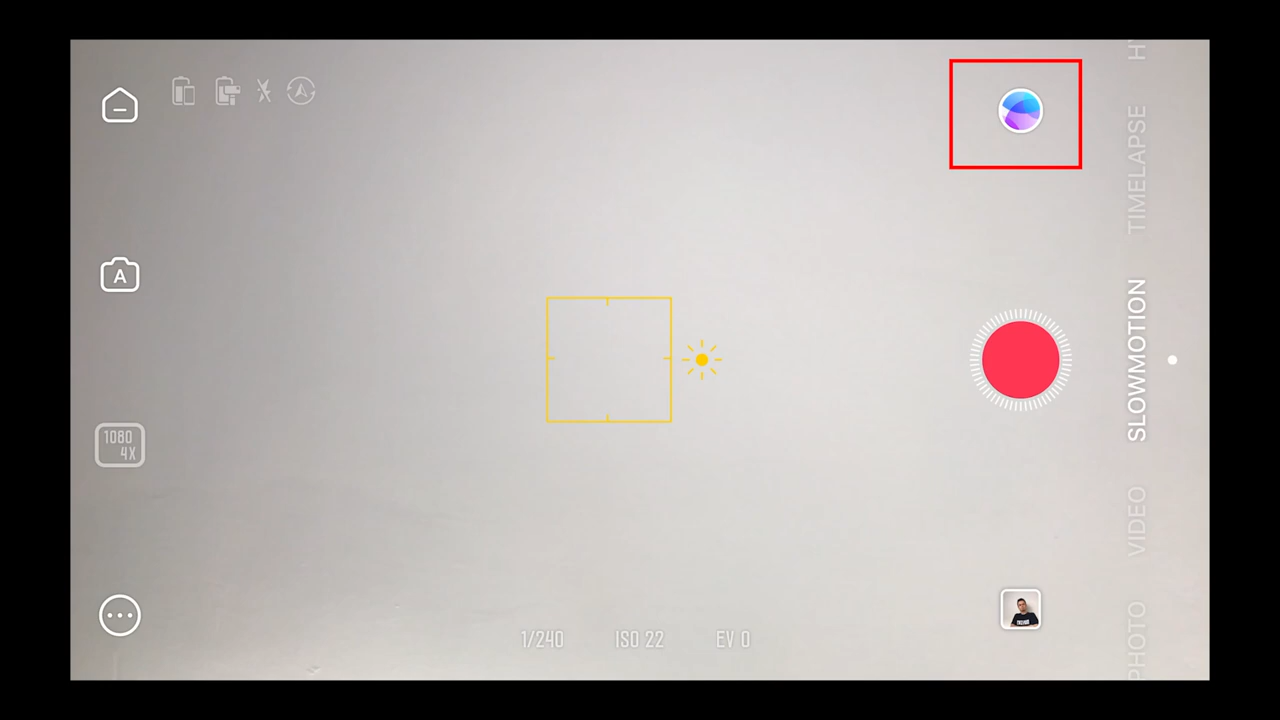 A
1080
4X
1/240
ISO 22
EV 0
TIMELAPSE
SLOWMOTION
VIDEO
PHOTO